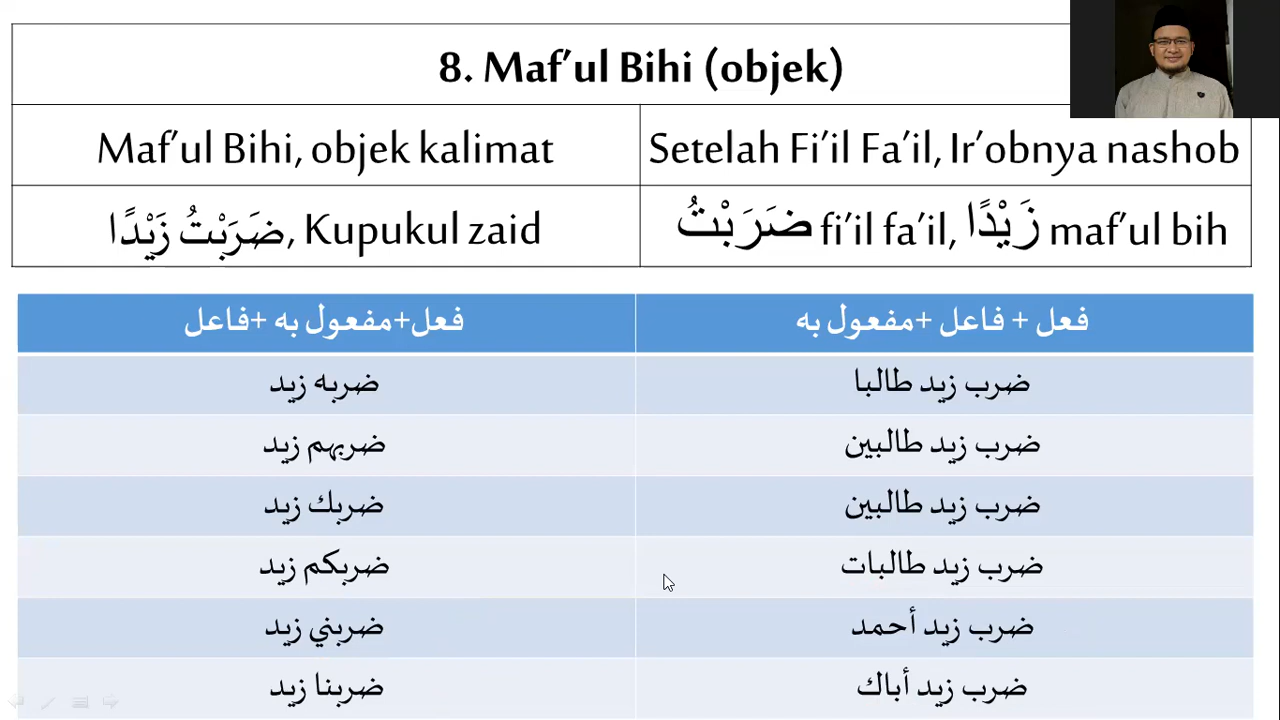 8. Maf'ul Bihi (objek)
Maf'ul Bihi, objek kalimat
Setelah Fi'il Fa'il, Ir'obnya nashob
ضَرَبْتُ زَيْدًا, Kupukul zaid
ضَرَبْتُ fi'il fa'il, زَيْدًا maf'ul bih
فعل+مفعول به +فاعل
فعل + فاعل +مفعول به
ضربه زيد
ضرب زيد طالبا
ضربهم زيد
ضرب زيد طالبين
ضربك زيد
ضرب زيد طالبين
ضربكم زيد
ضرب زيد طالبات
ضربني زيد
ضرب زيد أحمد
ضربنا زيد
ضرب زيد أباك